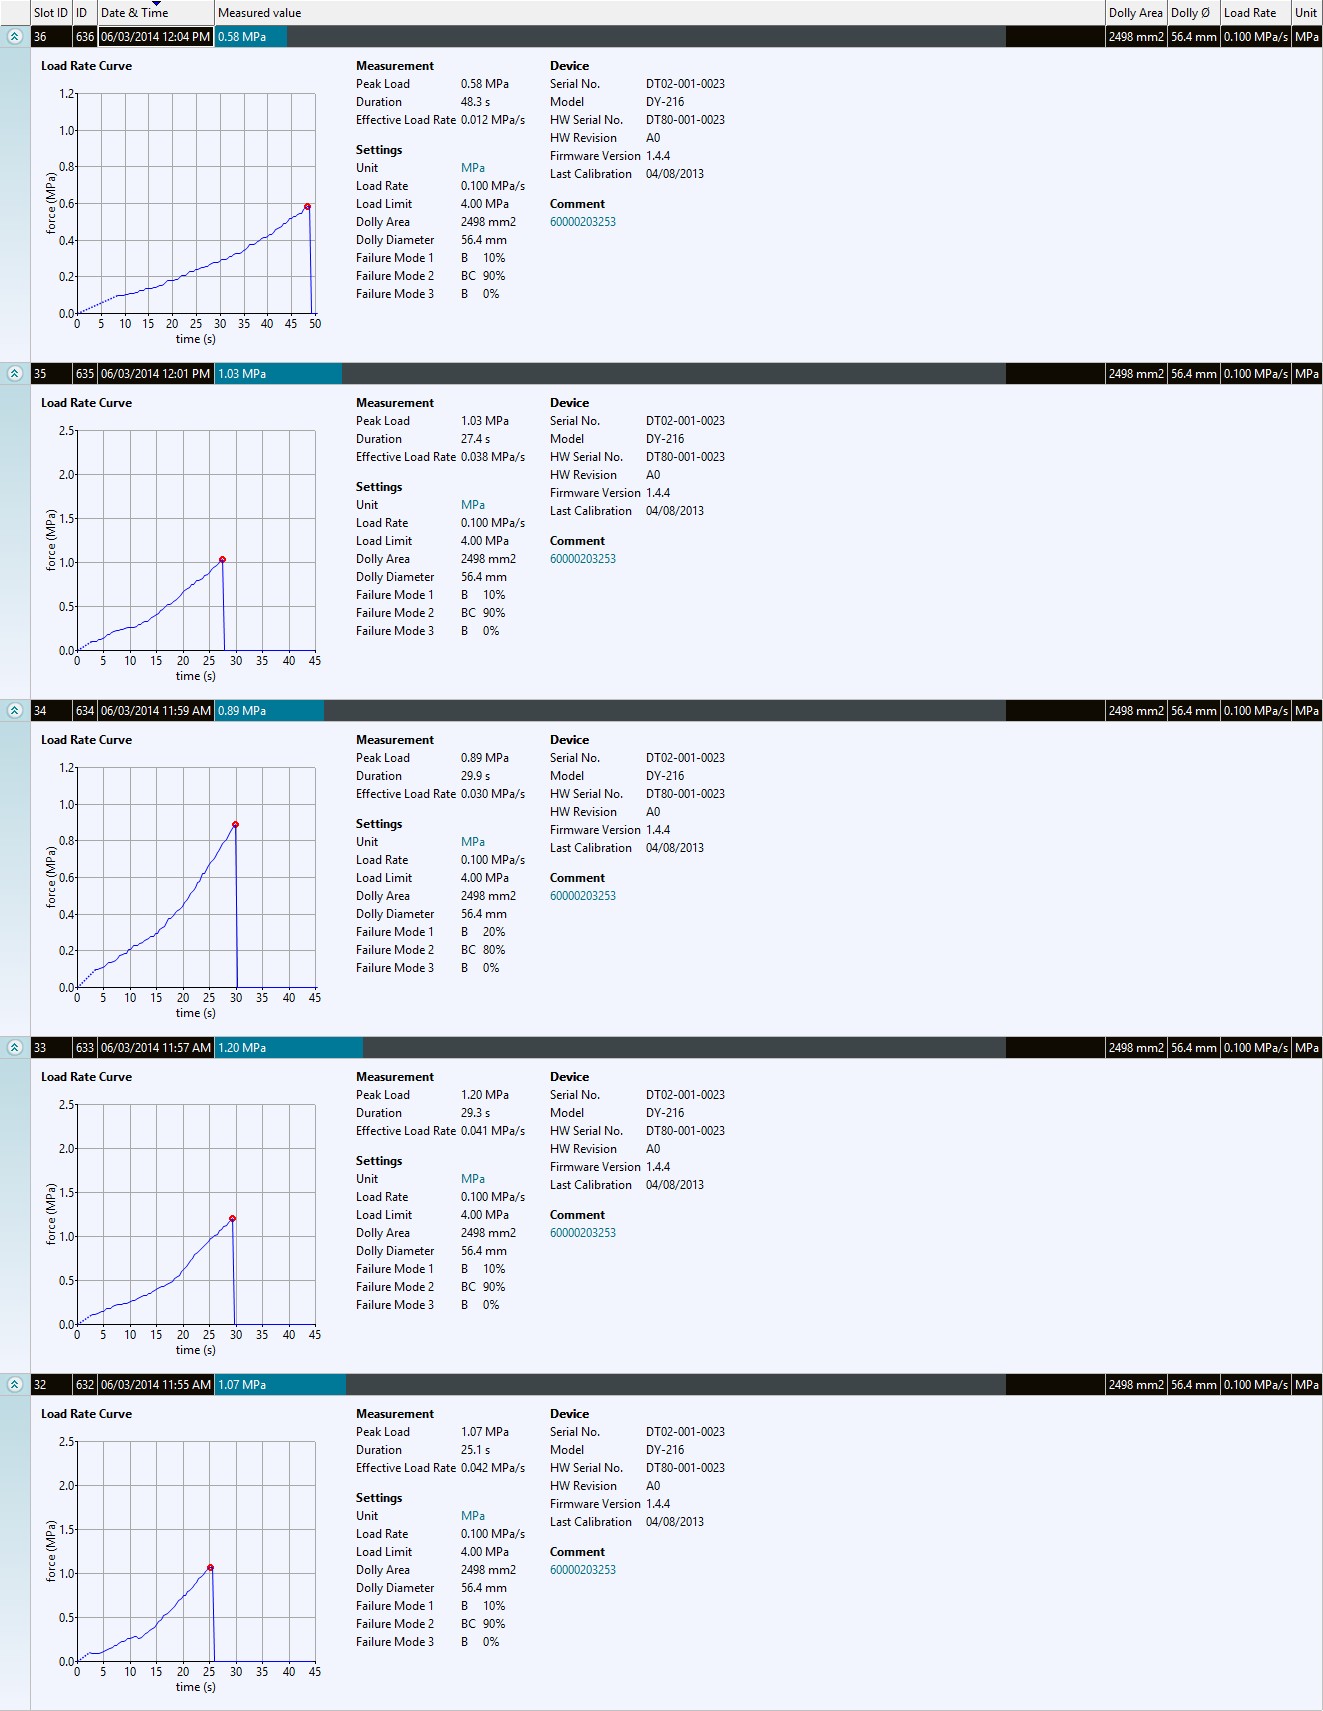 Slot ID ID Date & Time Measured value Dolly Area Dolly Ø Load Rate Unit
36 636 06/03/2014 12:04 PM 0.58 MPa 2498 mm2 56.4 mm 0.100 MPa/s MPa
Load Rate Curve
1.2
1.0
0.8
0.6
0.4
0.2
0.0
force (MPa)
0 5 10 15 20 25 30 35 40 45 50
time (s)
Measurement
Peak Load 0.58 MPa
Duration 48.3 s
Effective Load Rate 0.012 MPa/s
Settings
Unit MPa
Load Rate 0.100 MPa/s
Load Limit 4.00 MPa
Dolly Area 2498 mm2
Dolly Diameter 56.4 mm
Failure Mode 1 B 10%
Failure Mode 2 BC 90%
Failure Mode 3 B 0%
Device
Serial No. DT02-001-0023
Model DY-216
HW Serial No. DT80-001-0023
HW Revision A0
Firmware Version 1.4.4
Last Calibration 04/08/2013
Comment
60000203253
35 635 06/03/2014 12:01 PM 1.03 MPa 2498 mm2 56.4 mm 0.100 MPa/s MPa
Load Rate Curve
2.5
2.0
1.5
1.0
0.5
0.0
force (MPa)
0 5 10 15 20 25 30 35 40 45
time (s)
Measurement
Peak Load 1.03 MPa
Duration 27.4 s
Effective Load Rate 0.038 MPa/s
Settings
Unit MPa
Load Rate 0.100 MPa/s
Load Limit 4.00 MPa
Dolly Area 2498 mm2
Dolly Diameter 56.4 mm
Failure Mode 1 B 10%
Failure Mode 2 BC 90%
Failure Mode 3 B 0%
Device
Serial No. DT02-001-0023
Model DY-216
HW Serial No. DT80-001-0023
HW Revision A0
Firmware Version 1.4.4
Last Calibration 04/08/2013
Comment
60000203253
34 634 06/03/2014 11:59 AM 0.89 MPa 2498 mm2 56.4 mm 0.100 MPa/s MPa
Load Rate Curve
1.2
1.0
0.8
0.6
0.4
0.2
0.0
force (MPa)
0 5 10 15 20 25 30 35 40 45
time (s)
Measurement
Peak Load 0.89 MPa
Duration 29.9 s
Effective Load Rate 0.030 MPa/s
Settings
Unit MPa
Load Rate 0.100 MPa/s
Load Limit 4.00 MPa
Dolly Area 2498 mm2
Dolly Diameter 56.4 mm
Failure Mode 1 B 20%
Failure Mode 2 BC 80%
Failure Mode 3 B 0%
Device
Serial No. DT02-001-0023
Model DY-216
HW Serial No. DT80-001-0023
HW Revision A0
Firmware Version 1.4.4
Last Calibration 04/08/2013
Comment
60000203253
33 633 06/03/2014 11:57 AM 1.20 MPa 2498 mm2 56.4 mm 0.100 MPa/s MPa
Load Rate Curve
2.5
2.0
1.5
1.0
0.5
0.0
force (MPa)
0 5 10 15 20 25 30 35 40 45
time (s)
Measurement
Peak Load 1.20 MPa
Duration 29.3 s
Effective Load Rate 0.041 MPa/s
Settings
Unit MPa
Load Rate 0.100 MPa/s
Load Limit 4.00 MPa
Dolly Area 2498 mm2
Dolly Diameter 56.4 mm
Failure Mode 1 B 10%
Failure Mode 2 BC 90%
Failure Mode 3 B 0%
Device
Serial No. DT02-001-0023
Model DY-216
HW Serial No. DT80-001-0023
HW Revision A0
Firmware Version 1.4.4
Last Calibration 04/08/2013
Comment
60000203253
32 632 06/03/2014 11:55 AM 1.07 MPa 2498 mm2 56.4 mm 0.100 MPa/s MPa
Load Rate Curve
2.5
2.0
1.5
1.0
0.5
0.0
force (MPa)
0 5 10 15 20 25 30 35 40 45
time (s)
Measurement
Peak Load 1.07 MPa
Duration 25.1 s
Effective Load Rate 0.042 MPa/s
Settings
Unit MPa
Load Rate 0.100 MPa/s
Load Limit 4.00 MPa
Dolly Area 2498 mm2
Dolly Diameter 56.4 mm
Failure Mode 1 B 10%
Failure Mode 2 BC 90%
Failure Mode 3 B 0%
Device
Serial No. DT02-001-0023
Model DY-216
HW Serial No. DT80-001-0023
HW Revision A0
Firmware Version 1.4.4
Last Calibration 04/08/2013
Comment
60000203253